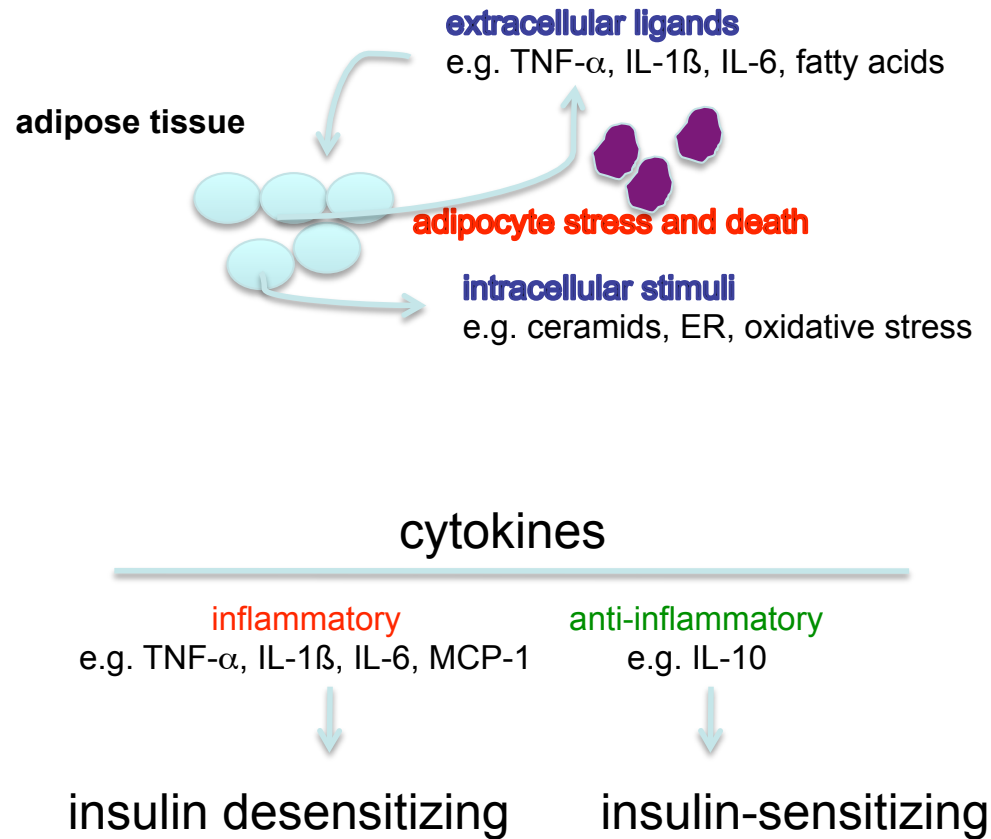 extracellular ligands
e.g. TNF-α, IL-1ß, IL-6, fatty acids
adipose tissue
adipocyte stress and death
intracellular stimuli
e.g. ceramids, ER, oxidative stress
cytokines
inflammatory
e.g. TNF-α, IL-1ß, IL-6, MCP-1
anti-inflammatory
e.g. IL-10
insulin desensitizing
insulin-sensitizing